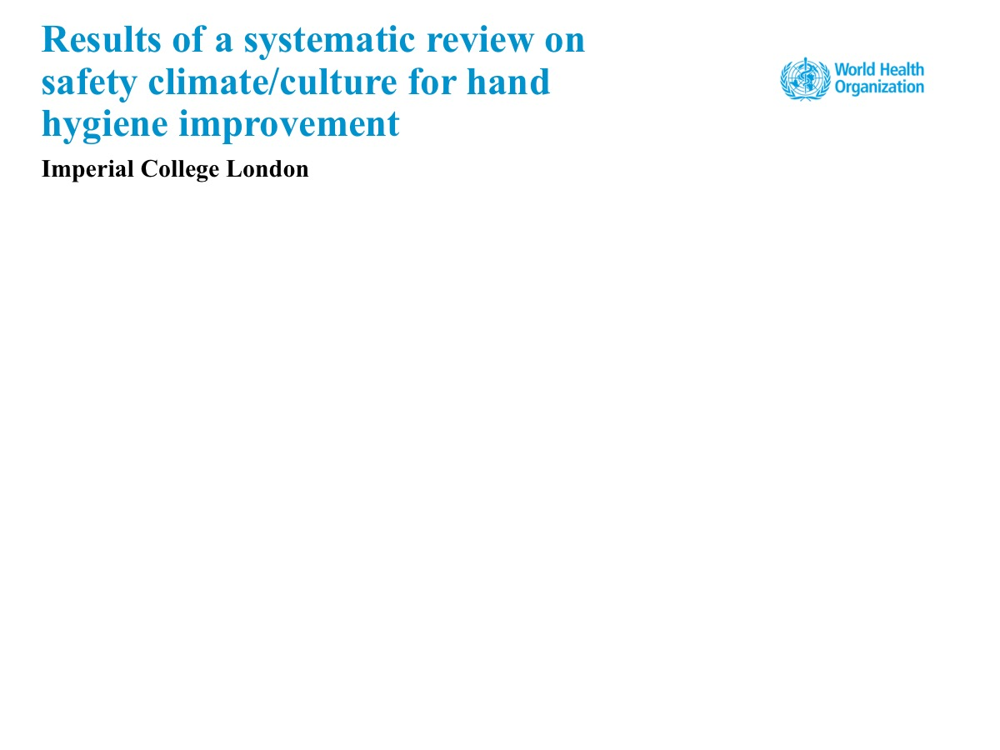 Results of a systematic review on
safety climate/culture for hand
hygiene improvement
World Health
Organization
Imperial College London